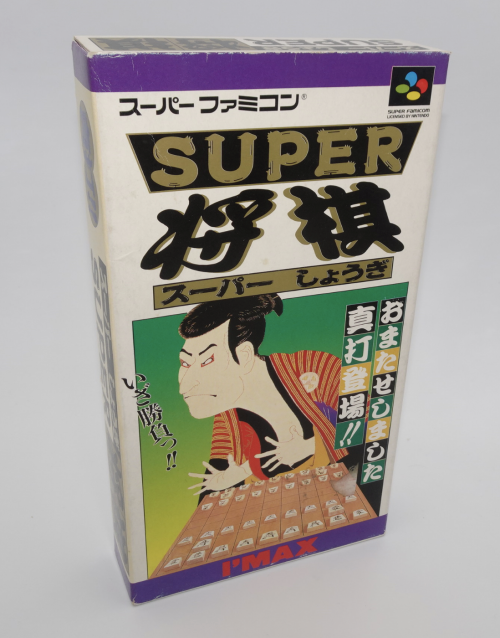 スーパーファミコン®
SUPER FAMICOM
LICENSED BY NINTENDO
SUPER
将棋
スーパー しょうぎ
おまたせしました
真打登場!!
いざ勝負っ!!
I'MAX